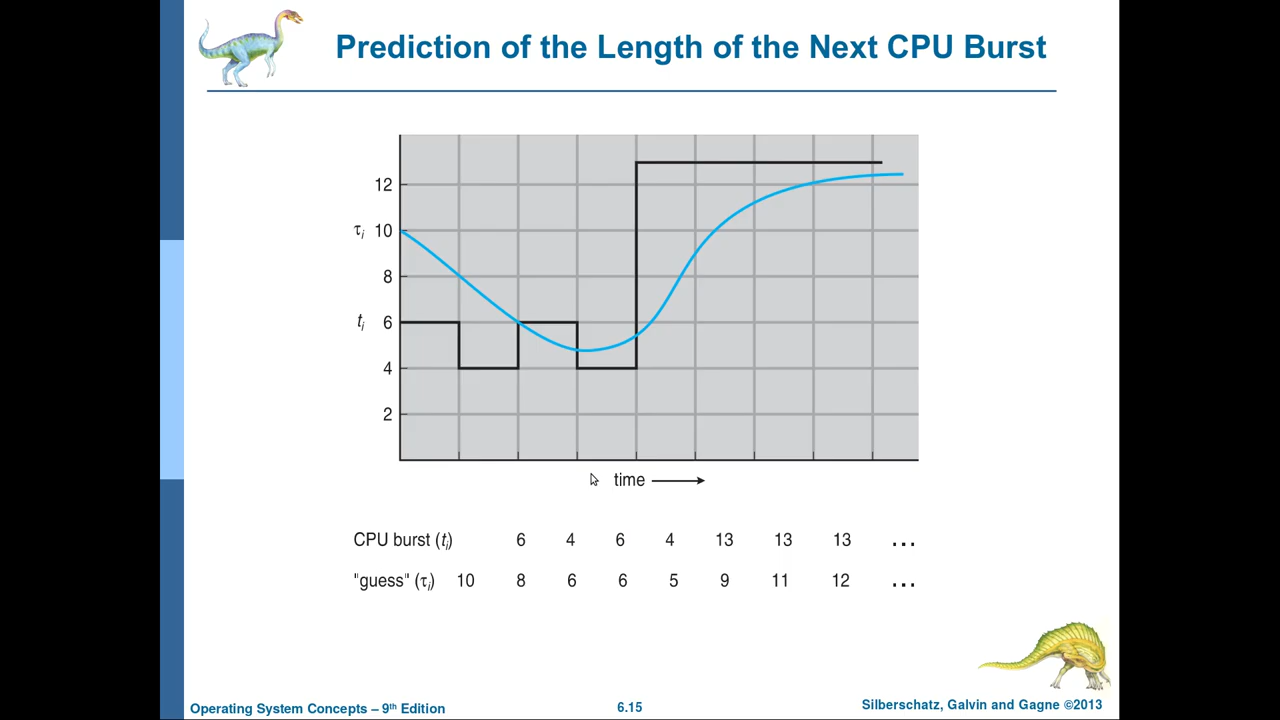 Prediction of the Length of the Next CPU Burst
12
τi 10
8
ti 6
4
2
time
CPU burst (ti) 6 4 6 4 13 13 13 ...
"guess" (τi) 10 8 6 6 5 9 11 12 ...
Operating System Concepts – 9th Edition 6.15 Silberschatz, Galvin and Gagne ©2013